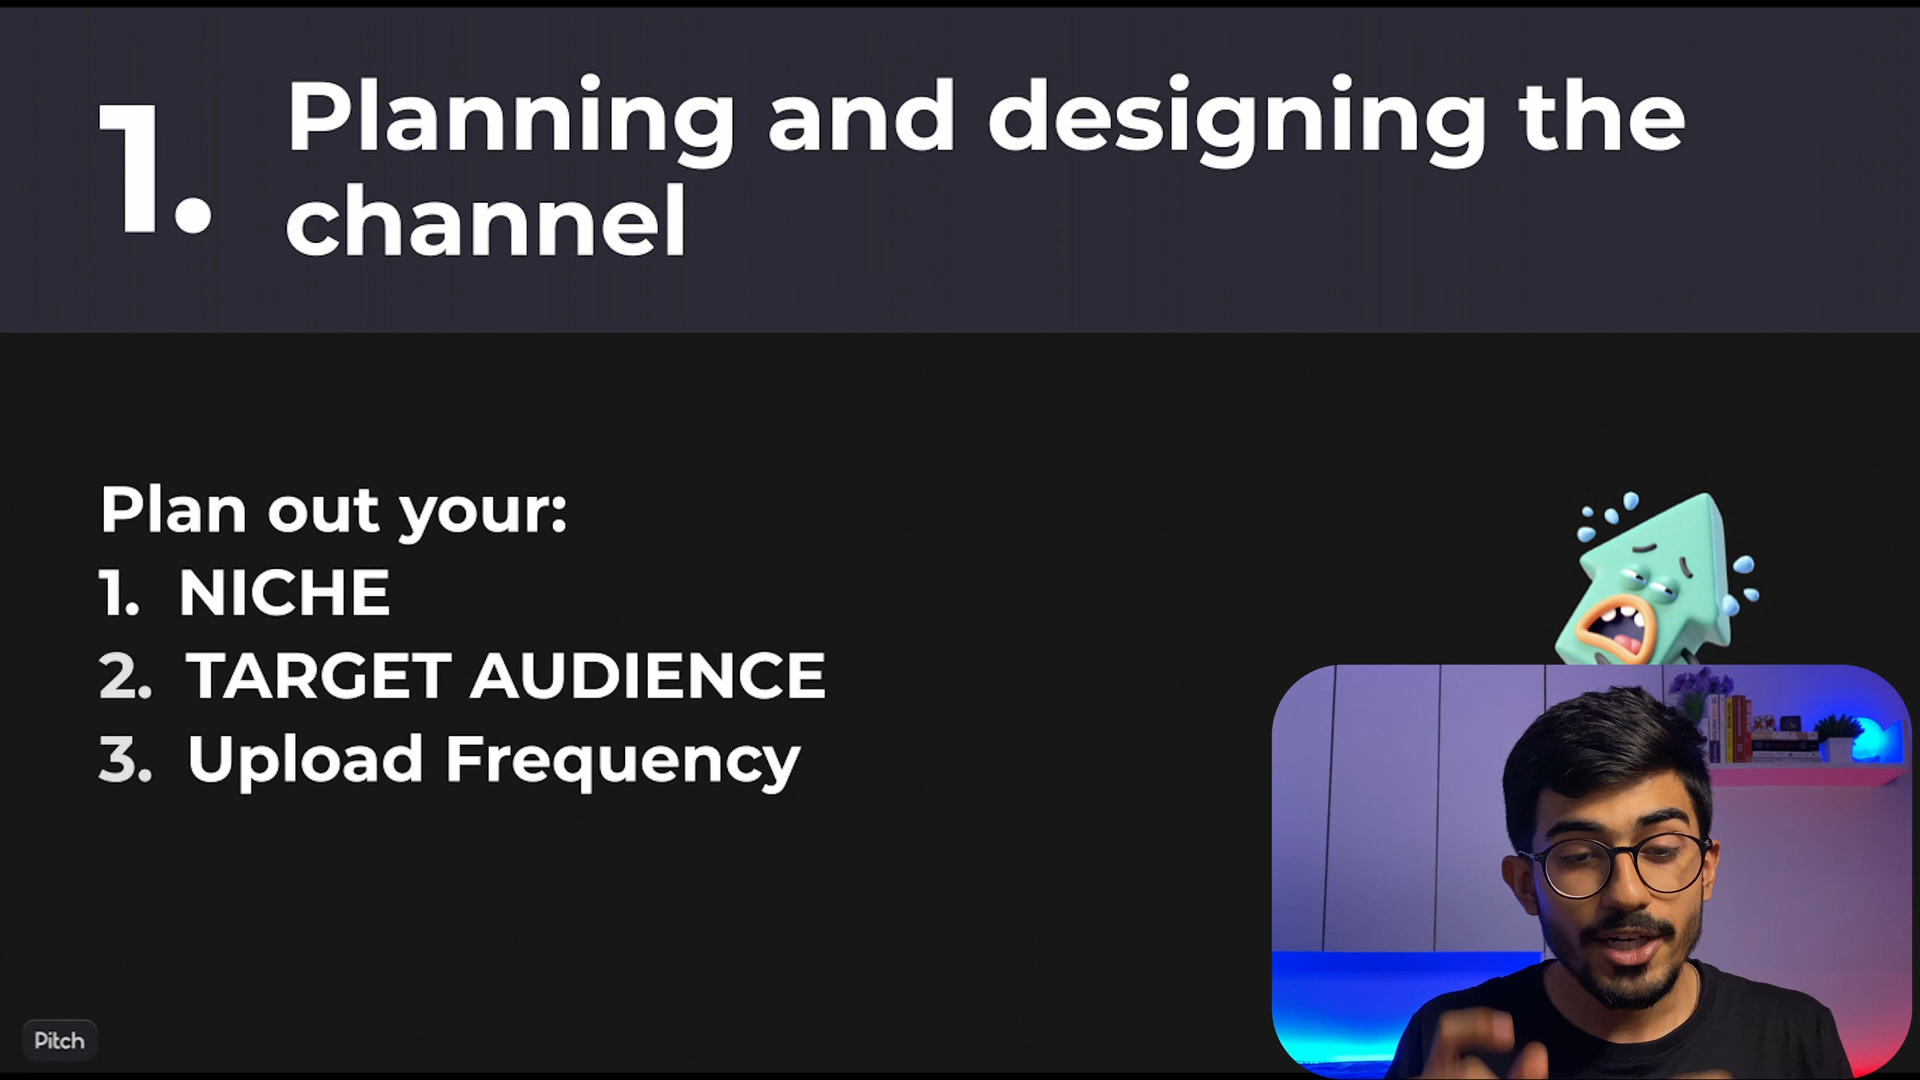 1. Planning and designing the
channel
Plan out your:
1. NICHE
2. TARGET AUDIENCE
3. Upload Frequency
Pitch